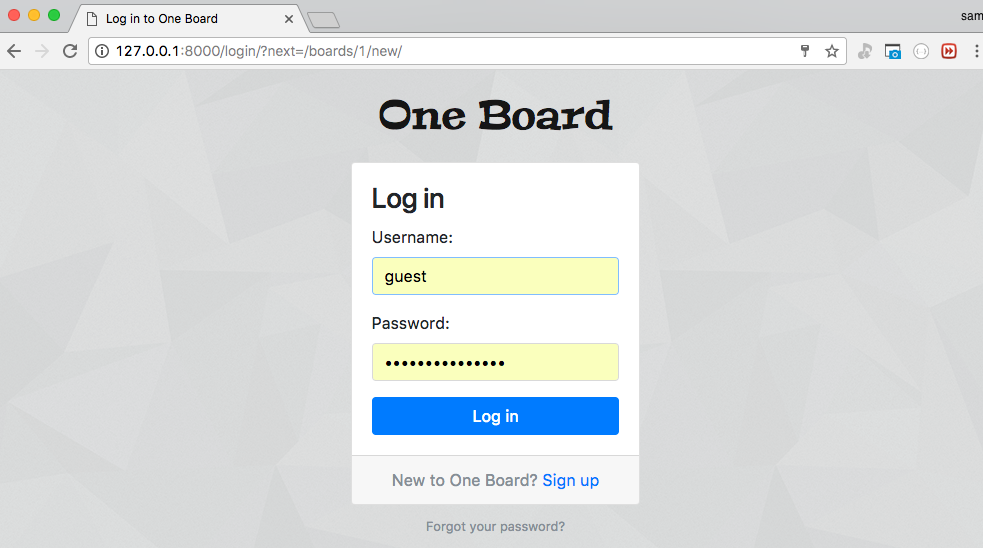 Log in to One Board
sam
127.0.0.1:8000/login/?next=/boards/1/new/
One Board
Log in
Username:
guest
Password:
•••••••••••••••
Log in
New to One Board? Sign up
Forgot your password?